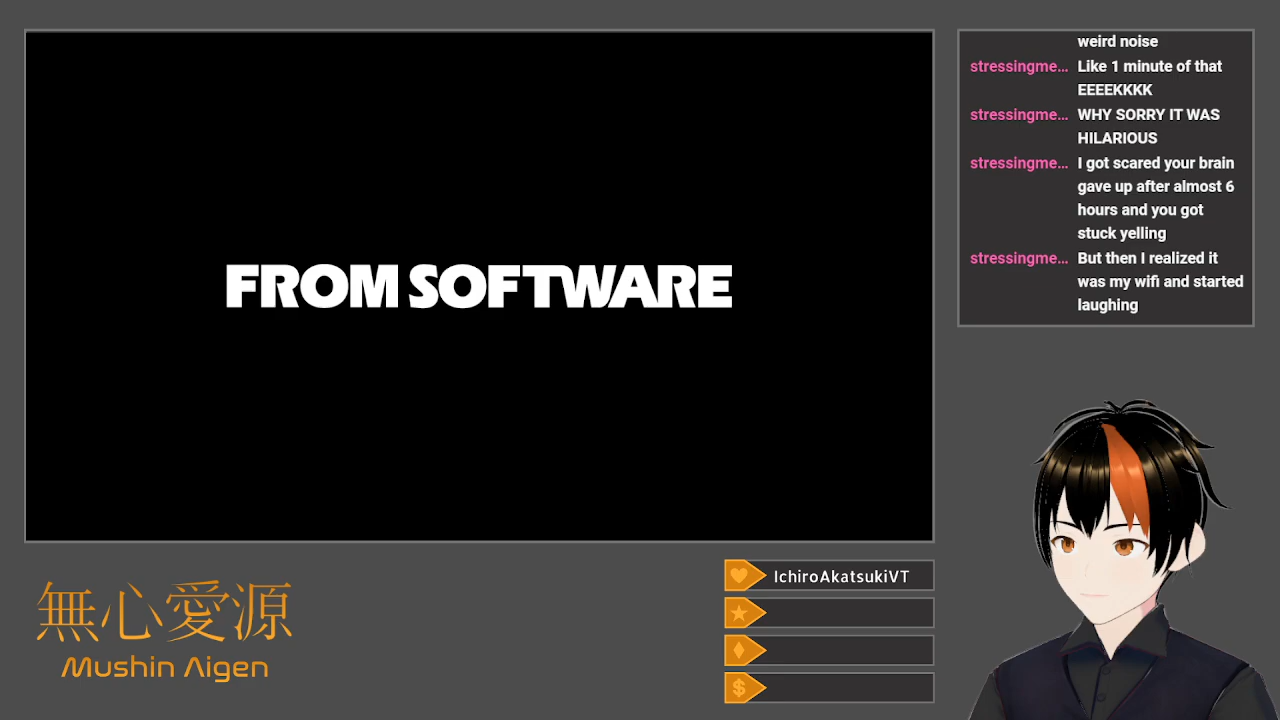 FROM SOFTWARE
weird noise
stressingme... Like 1 minute of that
EEEEKKKK
stressingme... WHY SORRY IT WAS
HILARIOUS
stressingme... I got scared your brain
gave up after almost 6
hours and you got
stuck yelling
stressingme... But then I realized it
was my wifi and started
laughing
無心愛源
Mushin Aigen
IchiroAkatsukiVT
$